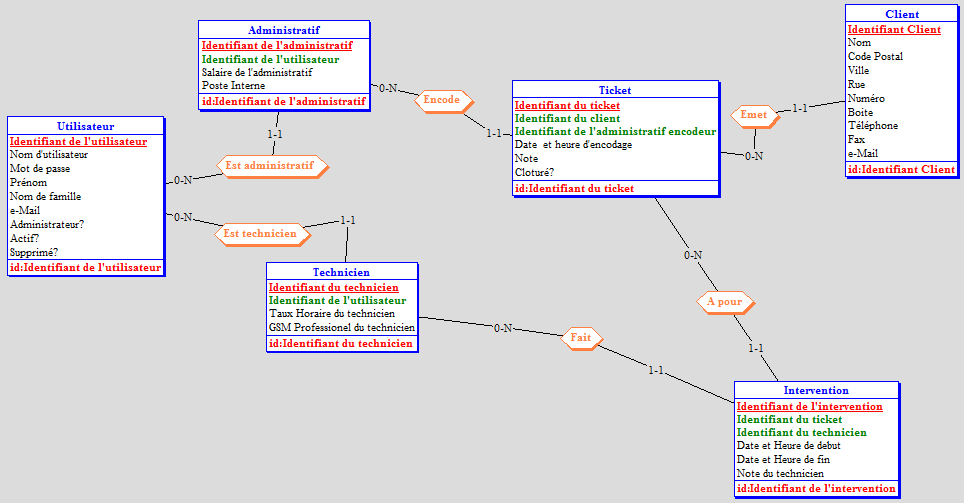 Administratif
Identifiant de l'administratif
Identifiant de l'utilisateur
Salaire de l'administratif
Poste Interne
id:Identifiant de l'administratif
0-N
Encode
1-1
1-1
Est administratif
0-N
Utilisateur
Identifiant de l'utilisateur
Nom d'utilisateur
Mot de passe
Prénom
Nom de famille
e-Mail
Administrateur?
Actif?
Supprimé?
id:Identifiant de l'utilisateur
0-N
Est technicien
1-1
Technicien
Identifiant du technicien
Identifiant de l'utilisateur
Taux Horaire du technicien
GSM Professionel du technicien
id:Identifiant du technicien
0-N
Fait
1-1
Ticket
Identifiant du ticket
Identifiant du client
Identifiant de l'administratif encodeur
Date et heure d'encodage
Note
Cloturé?
id:Identifiant du ticket
0-N
Emet
1-1
Client
Identifiant Client
Nom
Code Postal
Ville
Rue
Numéro
Boite
Téléphone
Fax
e-Mail
id:Identifiant Client
0-N
A pour
1-1
Intervention
Identifiant de l'intervention
Identifiant du ticket
Identifiant du technicien
Date et Heure de debut
Date et Heure de fin
Note du technicien
id:Identifiant de l'intervention